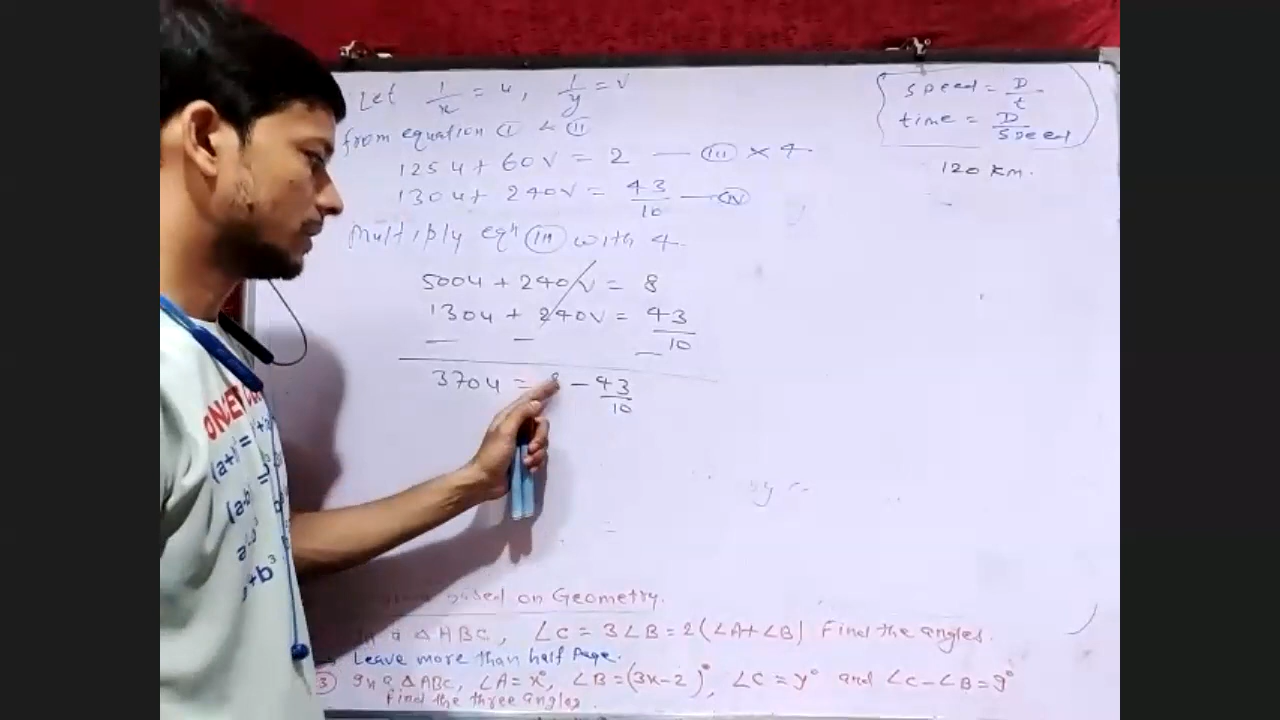 Let 1/x = u, 1/y = v
from equation (I) & (II)
125u + 60v = 2 — (III) × 4
130u + 240v = 43/10 — (IV)
Multiply eqn (III) with 4.
500u + 240v = 8
130u + 240v = 43/10
— — —
370u = 8 - 43/10
speed = D/t
time = D/speed
120 km.
by
based on Geometry.
In a △ABC, ∠C = 3∠B = 2(∠A+∠B) Find the angles.
Leave more than half page.
(3) In a △ABC, ∠A = x°, ∠B = (3x-2)°, ∠C = y° and ∠C-∠B = 9°
Find the three angles.
ONCE
(a+b)² =
(a-b)